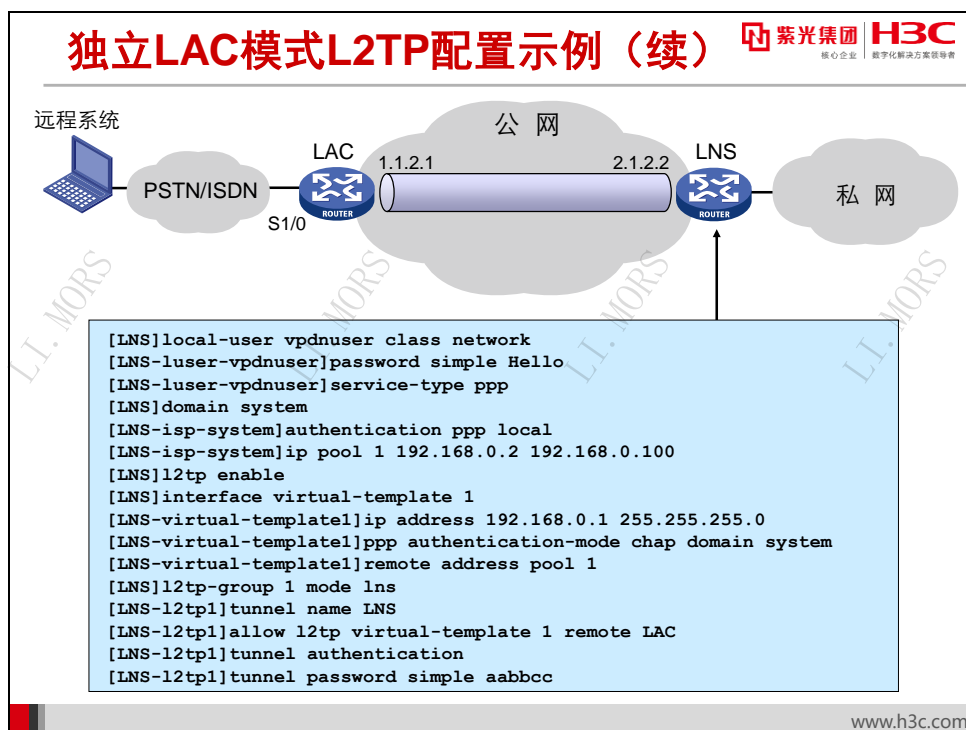 独立LAC模式L2TP配置示例（续）
紫光集团
核心企业
H3C
数字化解决方案领导者
远程系统
公 网
LAC
1.1.2.1
2.1.2.2
LNS
PSTN/ISDN
ROUTER
ROUTER
私 网
S1/0
LI. MORS
LI. MORS
LI. MORS
LI. MORS
[LNS]local-user vpdnuser class network
[LNS-luser-vpdnuser]password simple Hello
[LNS-luser-vpdnuser]service-type ppp
[LNS]domain system
[LNS-isp-system]authentication ppp local
[LNS-isp-system]ip pool 1 192.168.0.2 192.168.0.100
[LNS]l2tp enable
[LNS]interface virtual-template 1
[LNS-virtual-template1]ip address 192.168.0.1 255.255.255.0
[LNS-virtual-template1]ppp authentication-mode chap domain system
[LNS-virtual-template1]remote address pool 1
[LNS]l2tp-group 1 mode lns
[LNS-l2tp1]tunnel name LNS
[LNS-l2tp1]allow l2tp virtual-template 1 remote LAC
[LNS-l2tp1]tunnel authentication
[LNS-l2tp1]tunnel password simple aabbcc
www.h3c.com